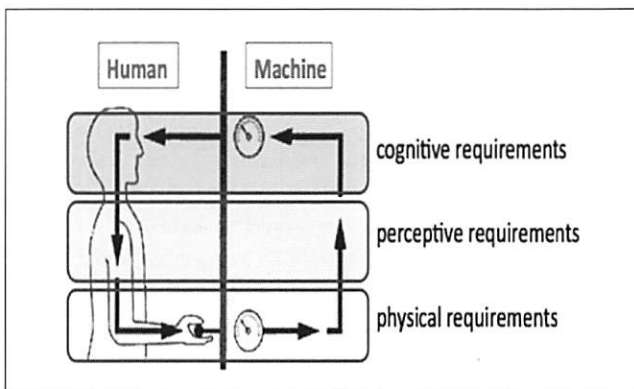 Human
Machine
cognitive requirements
perceptive requirements
physical requirements